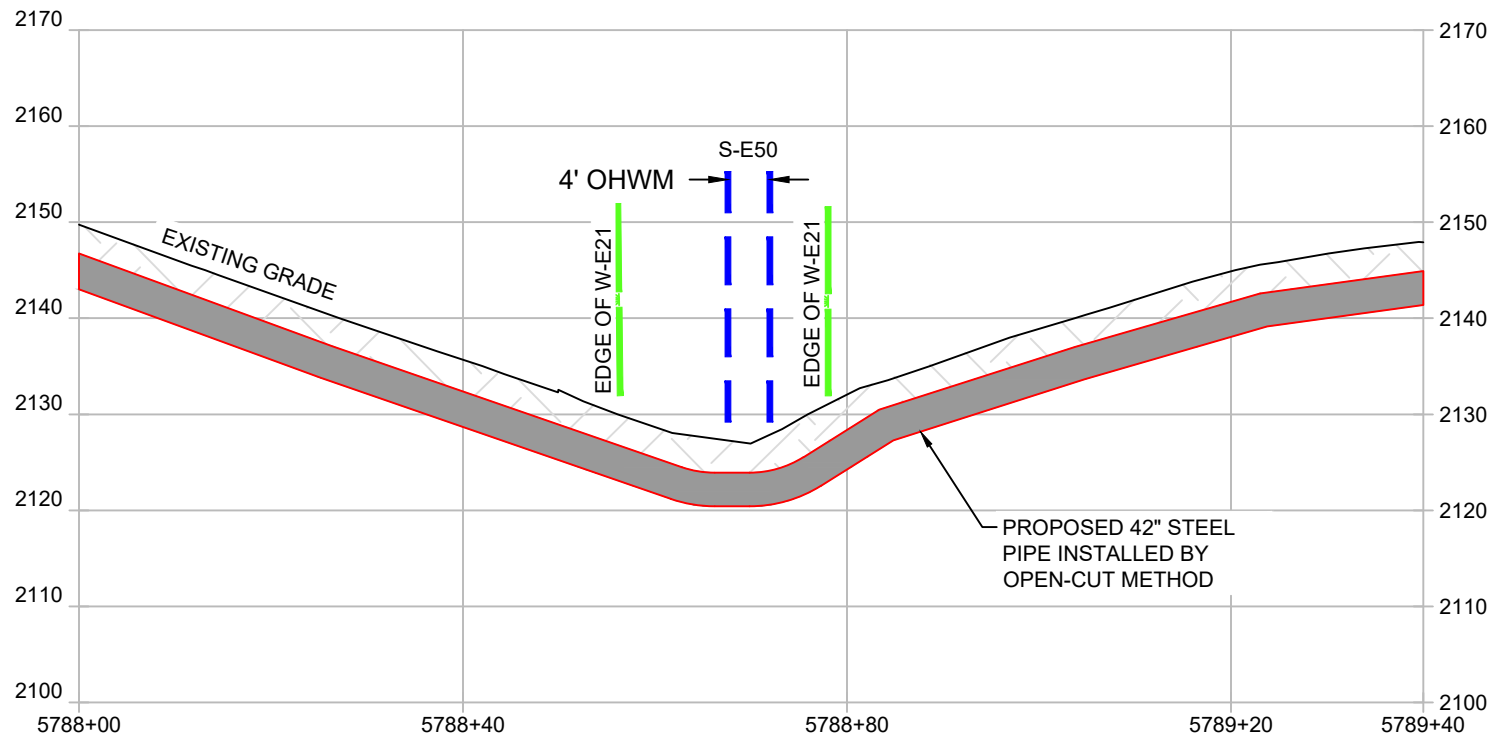 2170
2170
2160
2160
S-E50
4' OHWM
2150
2150
EXISTING GRADE
EDGE OF W-E21
EDGE OF W-E21
2140
2140
2130
2130
2120
2120
PROPOSED 42" STEEL
PIPE INSTALLED BY
OPEN-CUT METHOD
2110
2110
2100
2100
5788+00
5788+40
5788+80
5789+20
5789+40